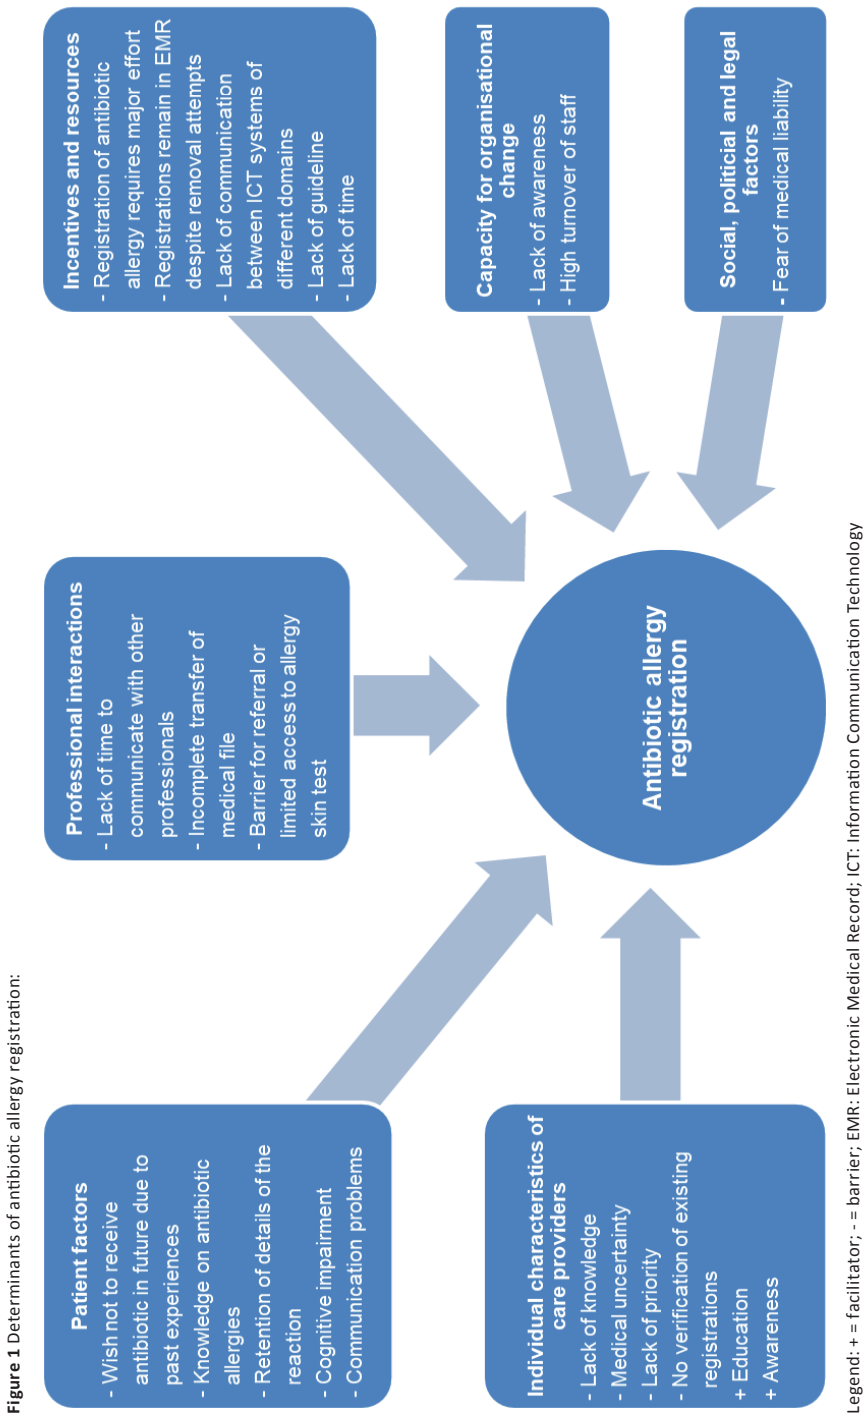 Figure 1 Determinants of antibiotic allergy registration:
Patient factors
- Wish not to receive
antibiotic in future due to
past experiences
- Knowledge on antibiotic
allergies
- Retention of details of the
reaction
- Cognitive impairment
- Communication problems
Professional interactions
- Lack of time to
communicate with other
professionals
- Incomplete transfer of
medical file
- Barrier for referral or
limited access to allergy
skin test
Incentives and resources
- Registration of antibiotic
allergy requires major effort
- Registrations remain in EMR
despite removal attempts
- Lack of communication
between ICT systems of
different domains
- Lack of guideline
- Lack of time
Individual characteristics of
care providers
- Lack of knowledge
- Medical uncertainty
- Lack of priority
- No verification of existing
registrations
+ Education
+ Awareness
Antibiotic allergy
registration
Capacity for organisational
change
- Lack of awareness
- High turnover of staff
Social, politicial and legal
factors
- Fear of medical liability
Legend: + = facilitator; - = barrier; EMR: Electronic Medical Record; ICT: Information Communication Technology